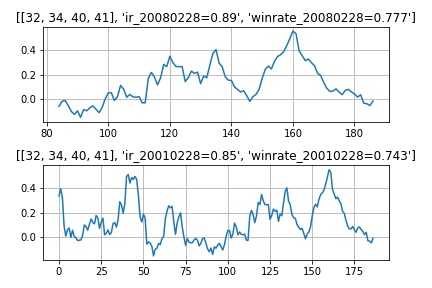 [[32, 34, 40, 41], 'ir_20080228=0.89', 'winrate_20080228=0.777']
0.4
0.2
0.0
80 100 120 140 160 180
[[32, 34, 40, 41], 'ir_20010228=0.85', 'winrate_20010228=0.743']
0.4
0.2
0.0
0 25 50 75 100 125 150 175